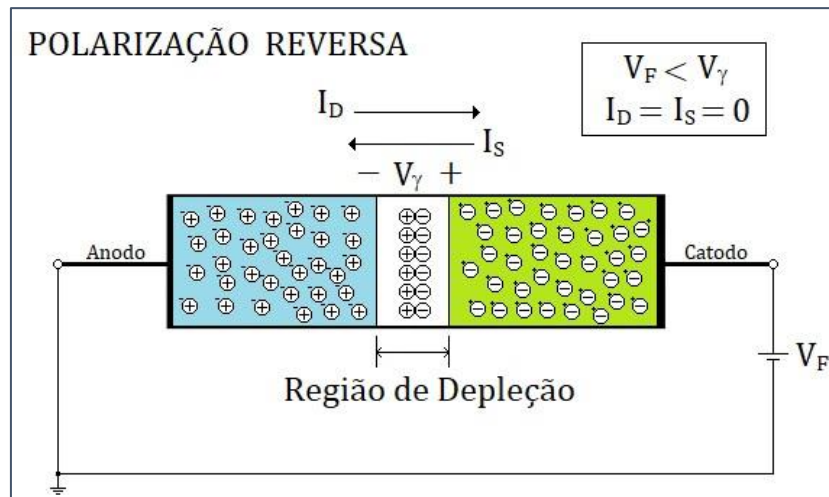 POLARIZAÇÃO REVERSA
V_F < V_γ
I_D = I_S = 0
I_D
I_S
− V_γ +
Anodo
Catodo
V_F
Região de Depleção